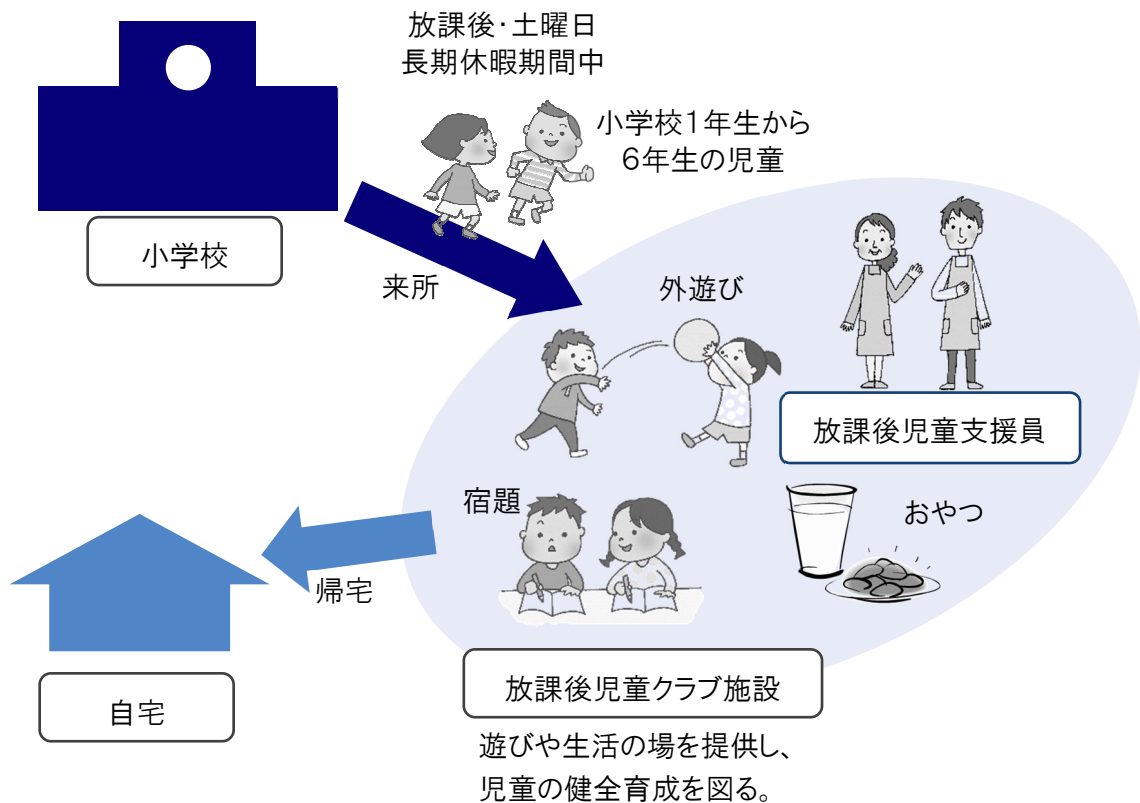 放課後・土曜日
長期休暇期間中
小学校1年生から
6年生の児童
小学校
来所
外遊び
放課後児童支援員
宿題
おやつ
帰宅
自宅
放課後児童クラブ施設
遊びや生活の場を提供し、
児童の健全育成を図る。